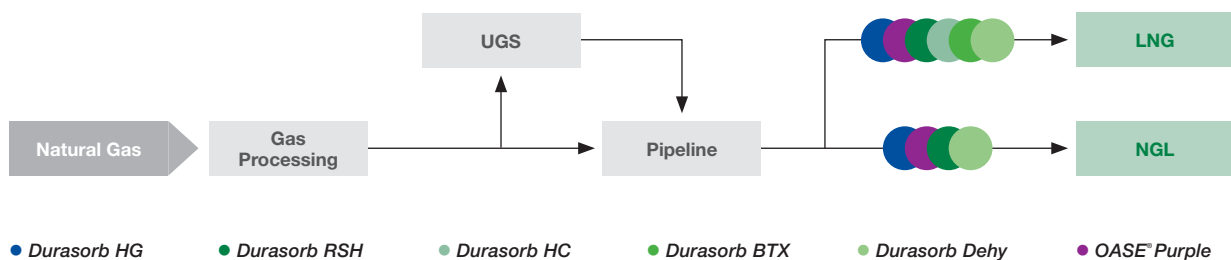 UGS
LNG
Natural Gas
Gas
Processing
Pipeline
NGL
Durasorb HG
Durasorb RSH
Durasorb HC
Durasorb BTX
Durasorb Dehy
OASE® Purple